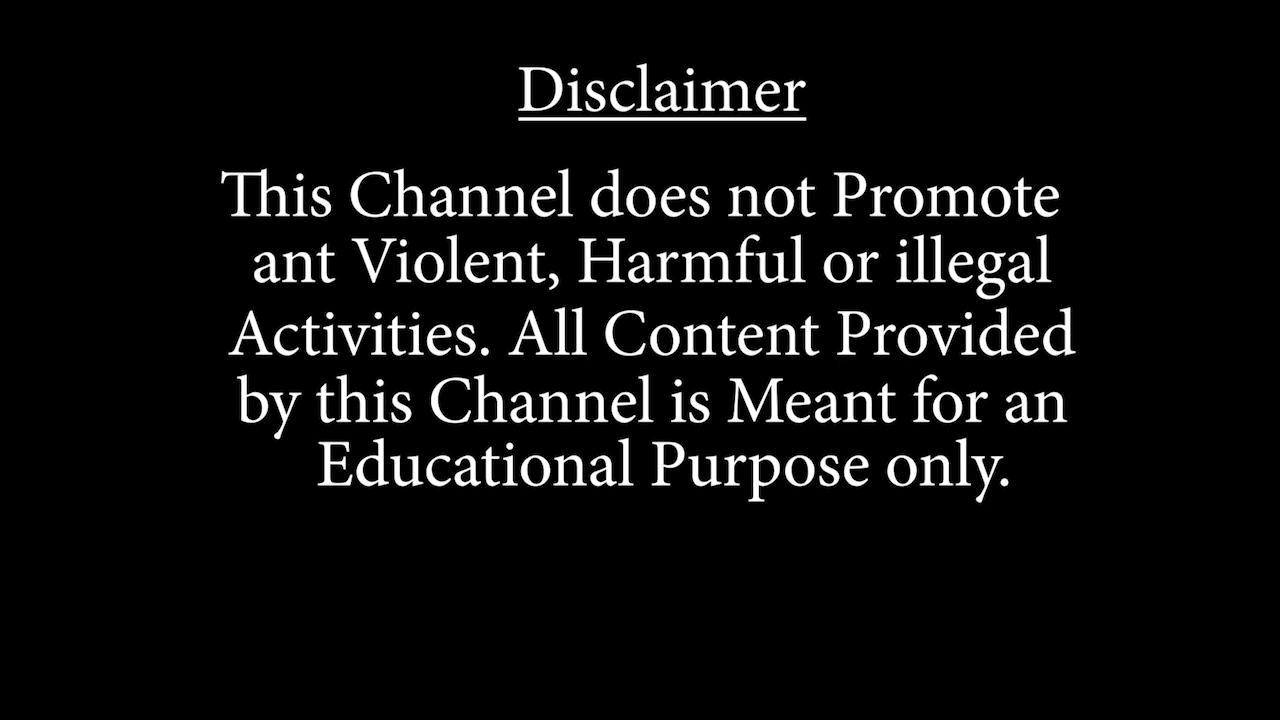 Disclaimer
This Channel does not Promote
ant Violent, Harmful or illegal
Activities. All Content Provided
by this Channel is Meant for an
Educational Purpose only.